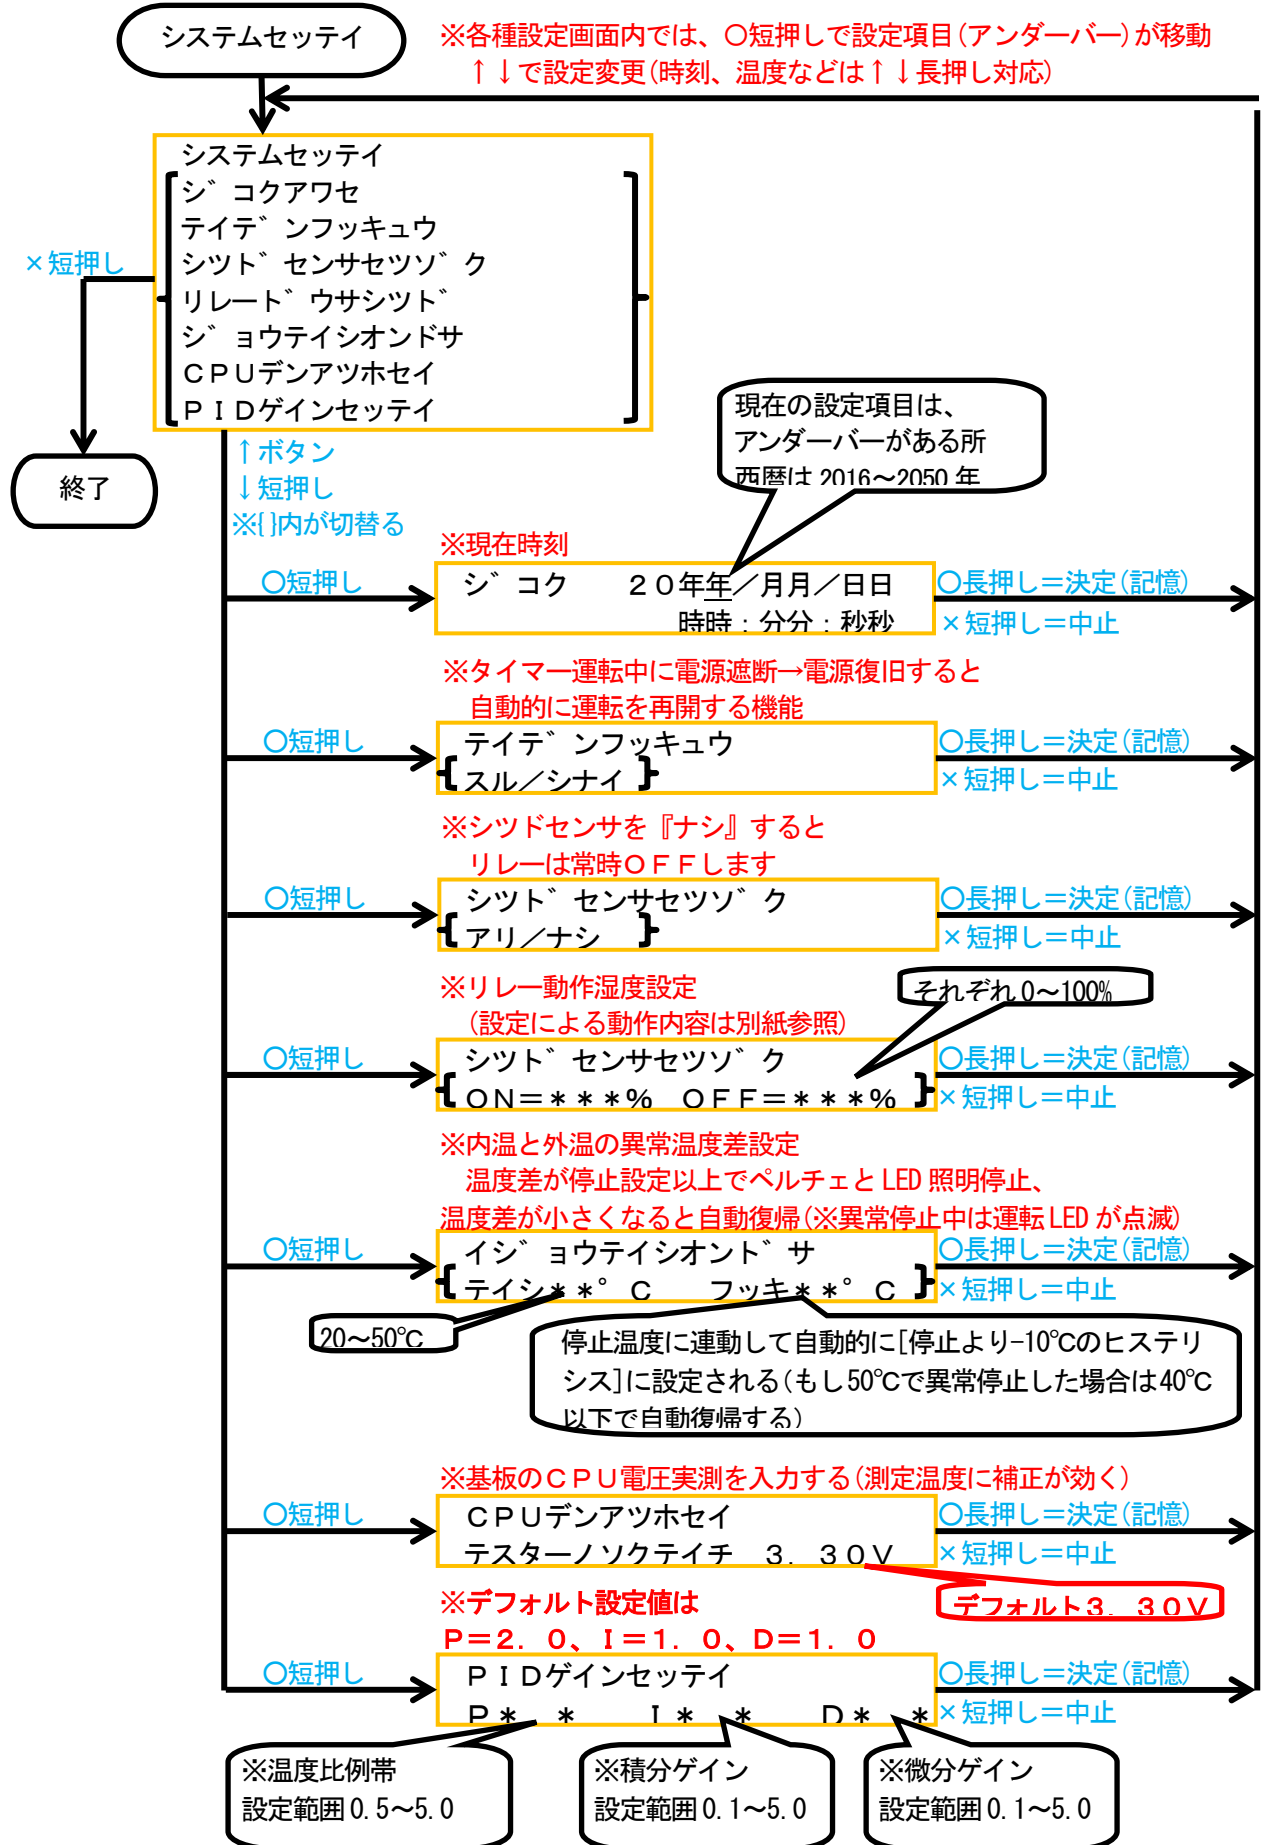 システムセッテイ
※各種設定画面内では、〇短押しで設定項目(アンダーバー)が移動
↑↓で設定変更(時刻、温度などは↑↓長押し対応)
システムセッテイ
シ゛コクアワセ
テイテ゛ンフッキュウ
シツト゛センサセツソ゛ク
リレート゛ウサシツト゛
シ゛ョウテイシオンドサ
CPUデンアツホセイ
PIDゲインセッテイ
×短押し
終了
↑ボタン
↓短押し
※{}内が切替る
現在の設定項目は、
アンダーバーがある所
西暦は 2016～2050 年
※現在時刻
〇短押し
シ゛コク 20年年／月月／日日
時時：分分：秒秒
〇長押し＝決定(記憶)
×短押し＝中止
※タイマー運転中に電源遮断→電源復旧すると
自動的に運転を再開する機能
〇短押し
テイテ゛ンフッキュウ
スル／シナイ
〇長押し＝決定(記憶)
×短押し＝中止
※シツドセンサを『ナシ』すると
リレーは常時OFFします
〇短押し
シツト゛センサセツソ゛ク
アリ／ナシ
〇長押し＝決定(記憶)
×短押し＝中止
※リレー動作湿度設定
(設定による動作内容は別紙参照)
それぞれ 0～100%
〇短押し
シツト゛センサセツソ゛ク
ON＝＊＊＊％ OFF＝＊＊＊％
〇長押し＝決定(記憶)
×短押し＝中止
※内温と外温の異常温度差設定
温度差が停止設定以上でペルチェと LED 照明停止、
温度差が小さくなると自動復帰(※異常停止中は運転 LED が点滅)
〇短押し
イシ゛ョウテイシオント゛サ
テイシ＊＊°C フッキ＊＊°C
〇長押し＝決定(記憶)
×短押し＝中止
20～50℃
停止温度に連動して自動的に[停止より-10℃のヒステリ
シス]に設定される(もし 50℃で異常停止した場合は 40℃
以下で自動復帰する)
※基板のCPU電圧実測を入力する(測定温度に補正が効く)
〇短押し
CPUデンアツホセイ
テスターノソクテイチ 3．30V
〇長押し＝決定(記憶)
×短押し＝中止
デフォルト3．30V
※デフォルト設定値は
P＝2．0、I＝1．0、D＝1．0
〇短押し
PIDゲインセッテイ
P＊ ＊ I＊ ＊ D＊ ＊
〇長押し＝決定(記憶)
×短押し＝中止
※温度比例帯
設定範囲 0.5～5.0
※積分ゲイン
設定範囲 0.1～5.0
※微分ゲイン
設定範囲 0.1～5.0